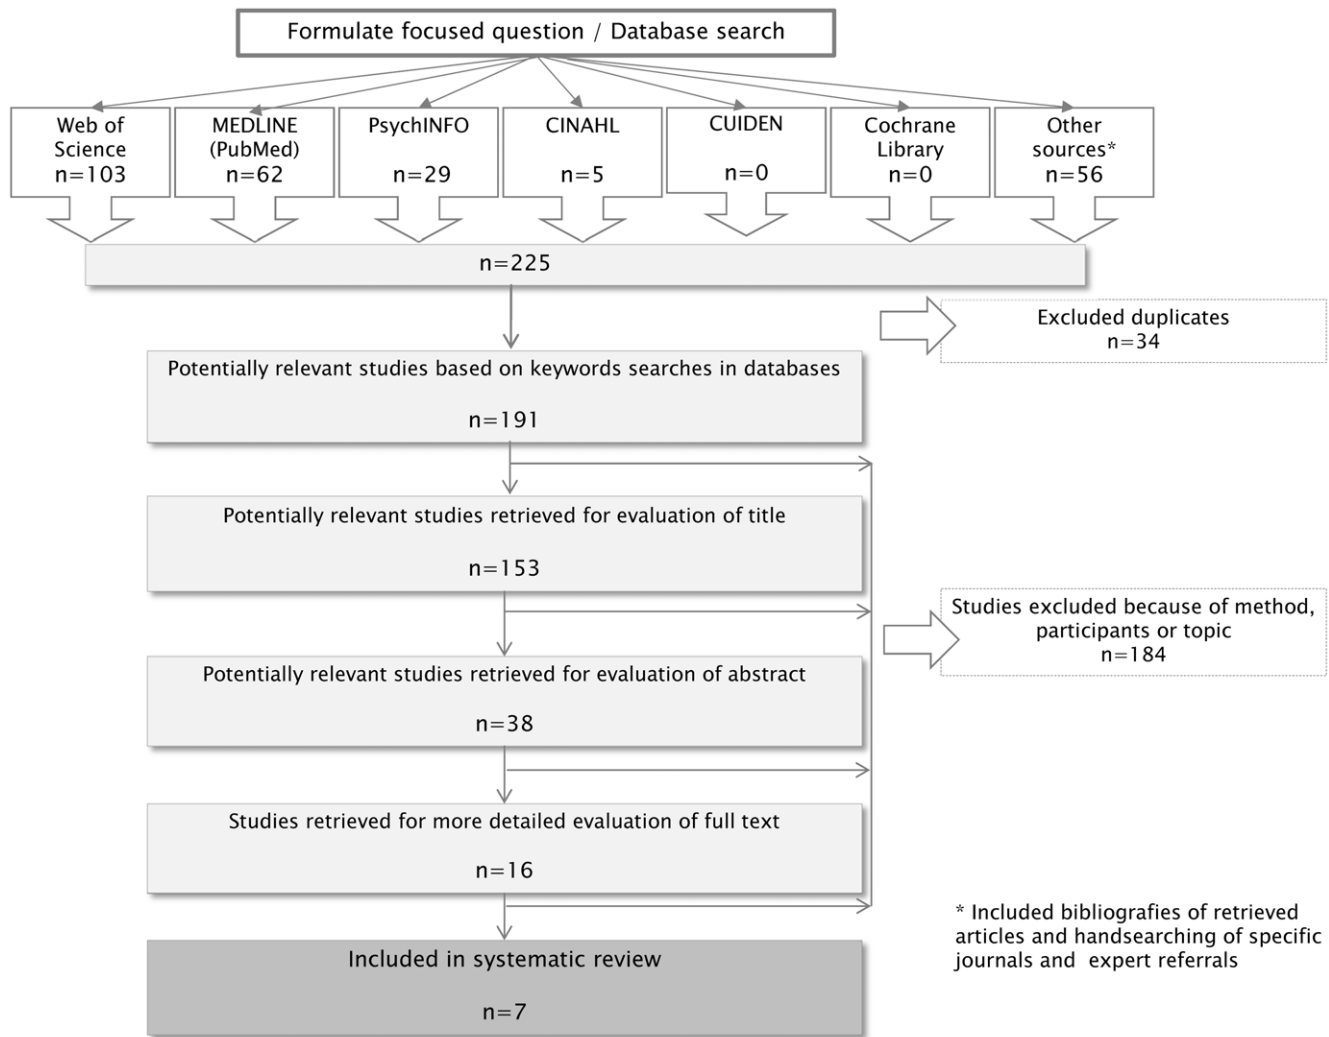 Formulate focused question / Database search
Web of
Science
n=103
MEDLINE
(PubMed)
n=62
PsychINFO
n=29
CINAHL
n=5
CUIDEN
n=0
Cochrane
Library
n=0
Other
sources*
n=56
n=225
Excluded duplicates
n=34
Potentially relevant studies based on keywords searches in databases
n=191
Potentially relevant studies retrieved for evaluation of title
n=153
Studies excluded because of method,
participants or topic
n=184
Potentially relevant studies retrieved for evaluation of abstract
n=38
Studies retrieved for more detailed evaluation of full text
n=16
* Included bibliografies of retrieved
articles and handsearching of specific
journals and expert referrals
Included in systematic review
n=7